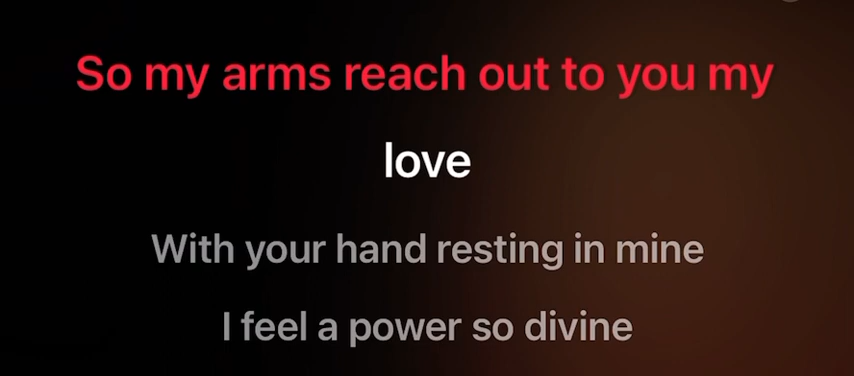 So my arms reach out to you my
love
With your hand resting in mine
I feel a power so divine